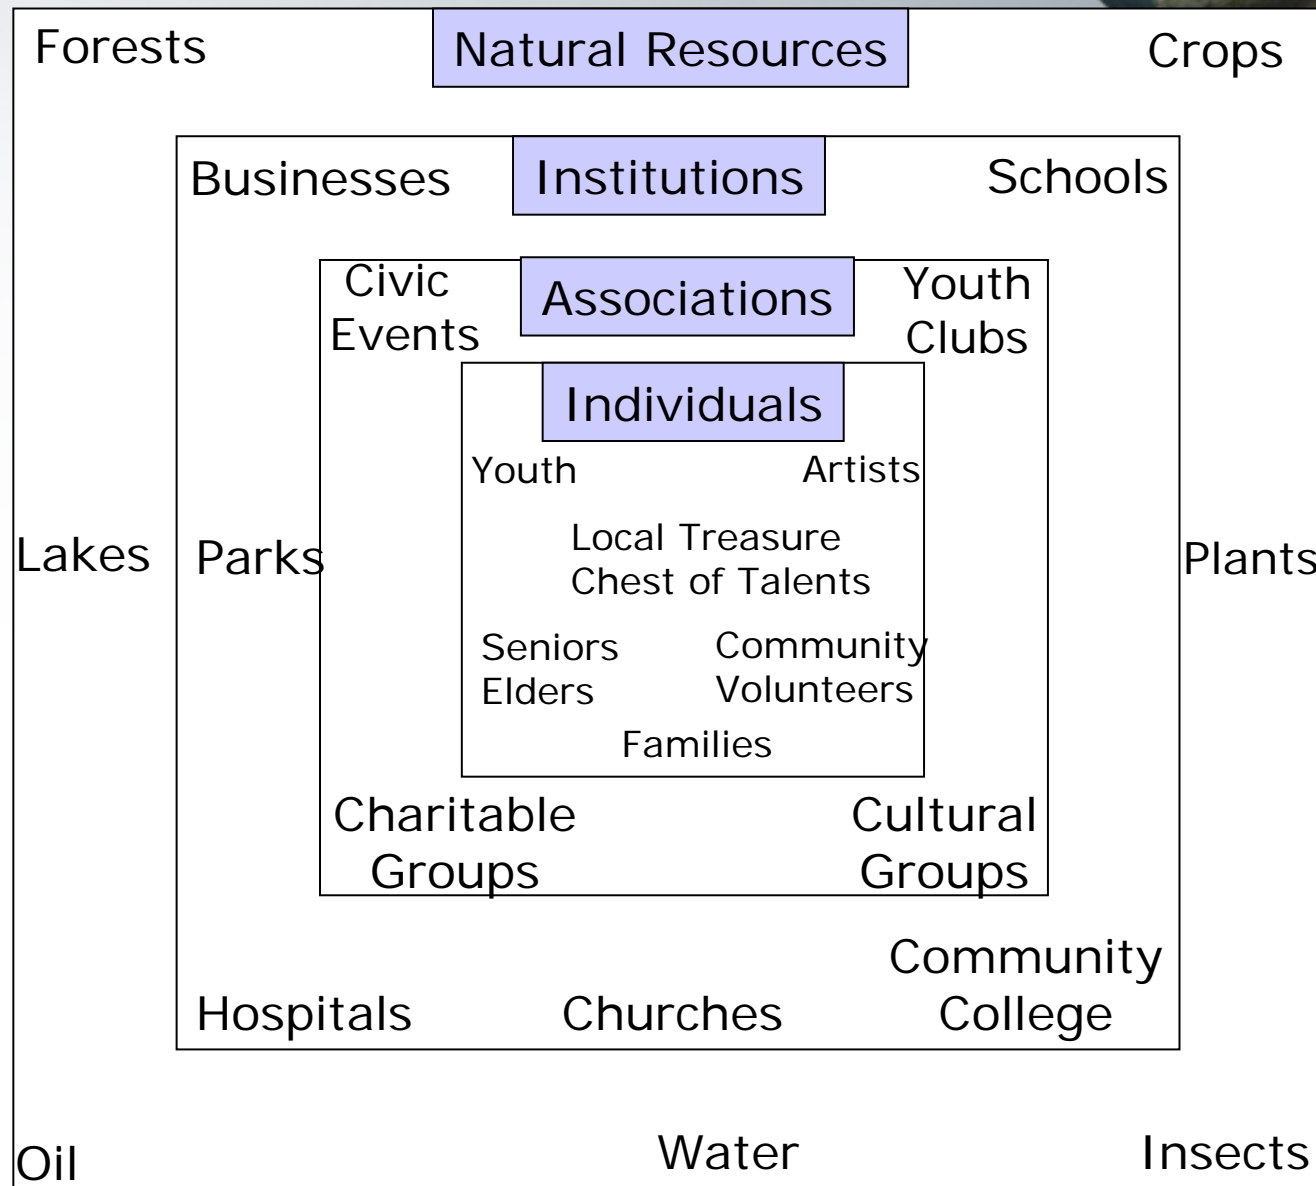 Forests
Natural Resources
Crops
Businesses
Institutions
Schools
Civic
Events
Associations
Youth
Clubs
Individuals
Youth
Artists
Lakes
Parks
Local Treasure
Chest of Talents
Plants
Seniors
Elders
Community
Volunteers
Families
Charitable
Groups
Cultural
Groups
Hospitals
Churches
Community
College
Oil
Water
Insects